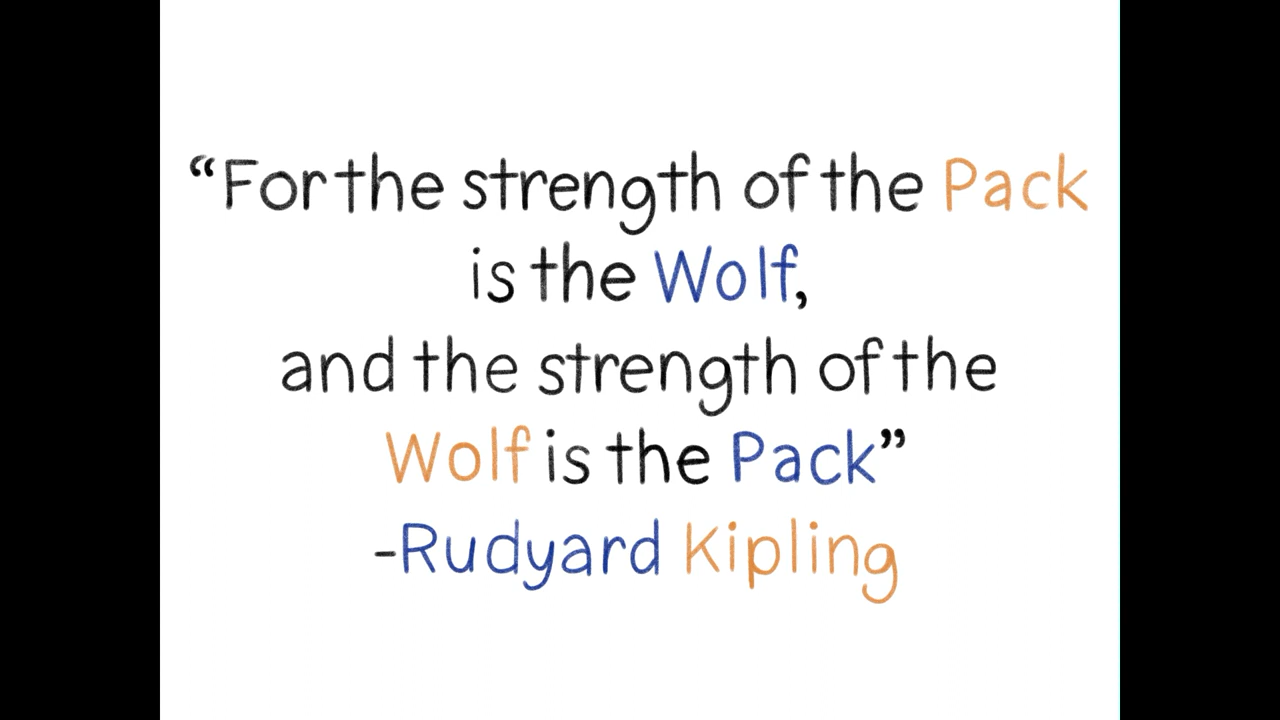 “For the strength of the Pack
is the Wolf,
and the strength of the
Wolf is the Pack”
-Rudyard Kipling